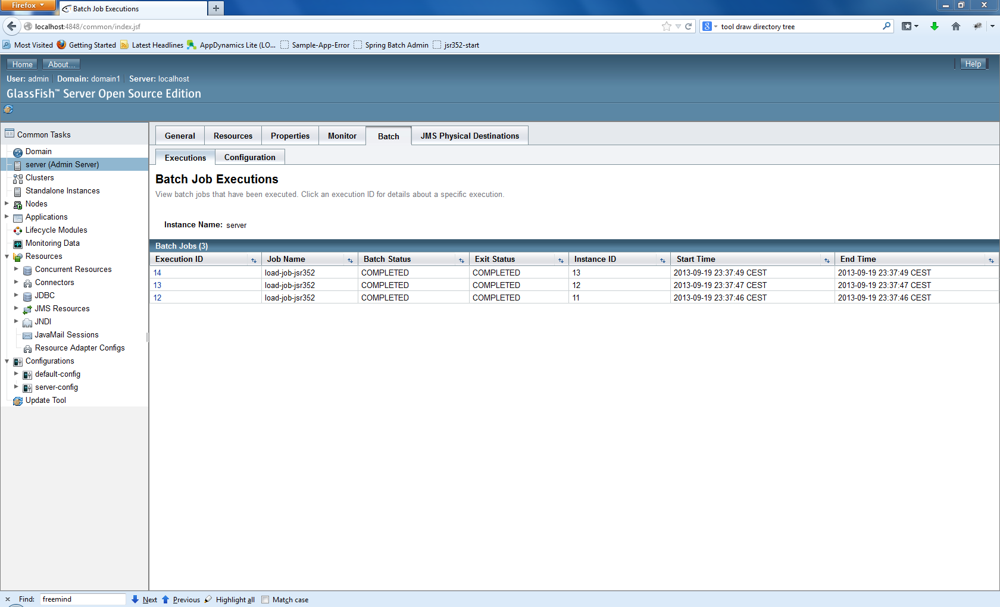 Firefox
Batch Job Executions
localhost:4848/common/index.jsf
tool draw directory tree
Most Visited Getting Started Latest Headlines AppDynamics Lite (LO... Sample-App-Error Spring Batch Admin jsr352-start
Home About...
Help
User: admin Domain: domain1 Server: localhost
GlassFish™ Server Open Source Edition
Common Tasks
Domain
server (Admin Server)
Clusters
Standalone Instances
Nodes
Applications
Lifecycle Modules
Monitoring Data
Resources
Concurrent Resources
Connectors
JDBC
JMS Resources
JNDI
JavaMail Sessions
Resource Adapter Configs
Configurations
default-config
server-config
Update Tool
General Resources Properties Monitor Batch JMS Physical Destinations
Executions Configuration
Batch Job Executions
View batch jobs that have been executed. Click an execution ID for details about a specific execution.
Instance Name: server
Batch Jobs (3)
Execution ID Job Name Batch Status Exit Status Instance ID Start Time End Time
14 load-job-jsr352 COMPLETED COMPLETED 13 2013-09-19 23:37:49 CEST 2013-09-19 23:37:49 CEST
13 load-job-jsr352 COMPLETED COMPLETED 12 2013-09-19 23:37:47 CEST 2013-09-19 23:37:47 CEST
12 load-job-jsr352 COMPLETED COMPLETED 11 2013-09-19 23:37:46 CEST 2013-09-19 23:37:46 CEST
Find: freemind Next Previous Highlight all Match case